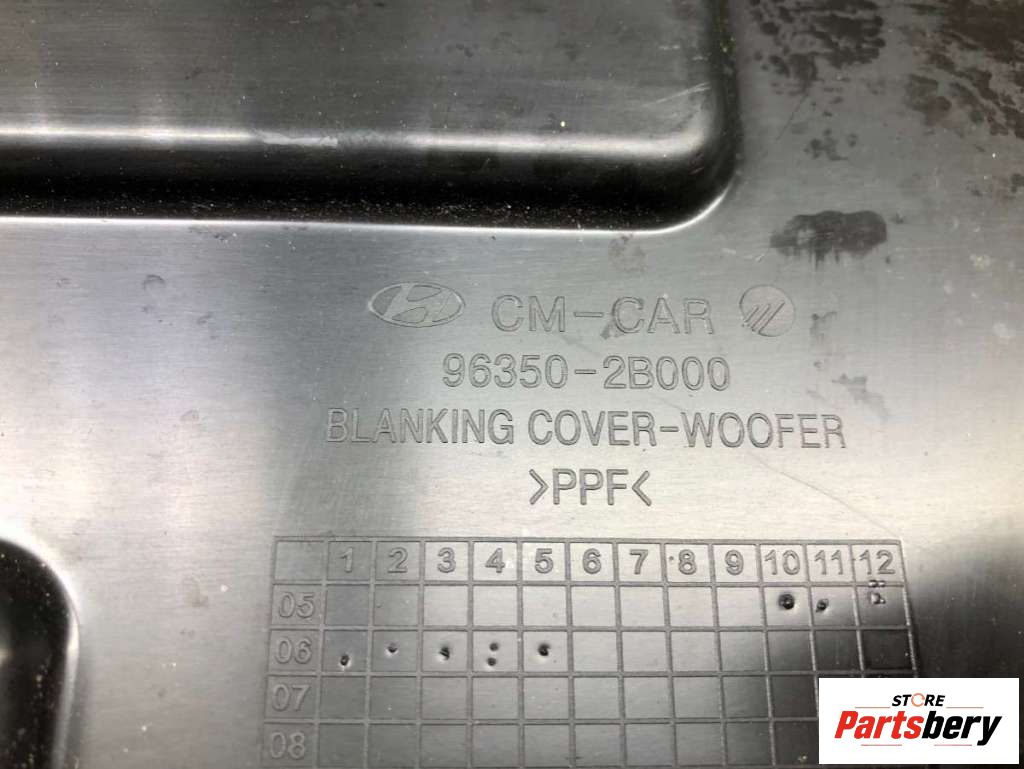 CM-CAR
96350-2B000
BLANKING COVER-WOOFER
>PPF<
1 2 3 4 5 6 7 8 9 10 11 12
05
06
07
08
STORE
Partsbery